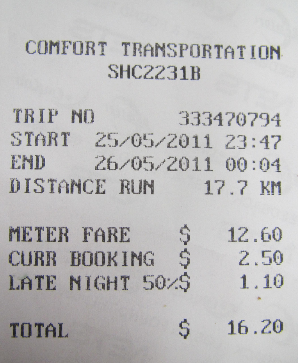 COMFORT TRANSPORTATION
SHC2231B
TRIP NO 333470794
START 25/05/2011 23:47
END 26/05/2011 00:04
DISTANCE RUN 17.7 KM
METER FARE $ 12.60
CURR BOOKING $ 2.50
LATE NIGHT 50%$ 1.10
TOTAL $ 16.20